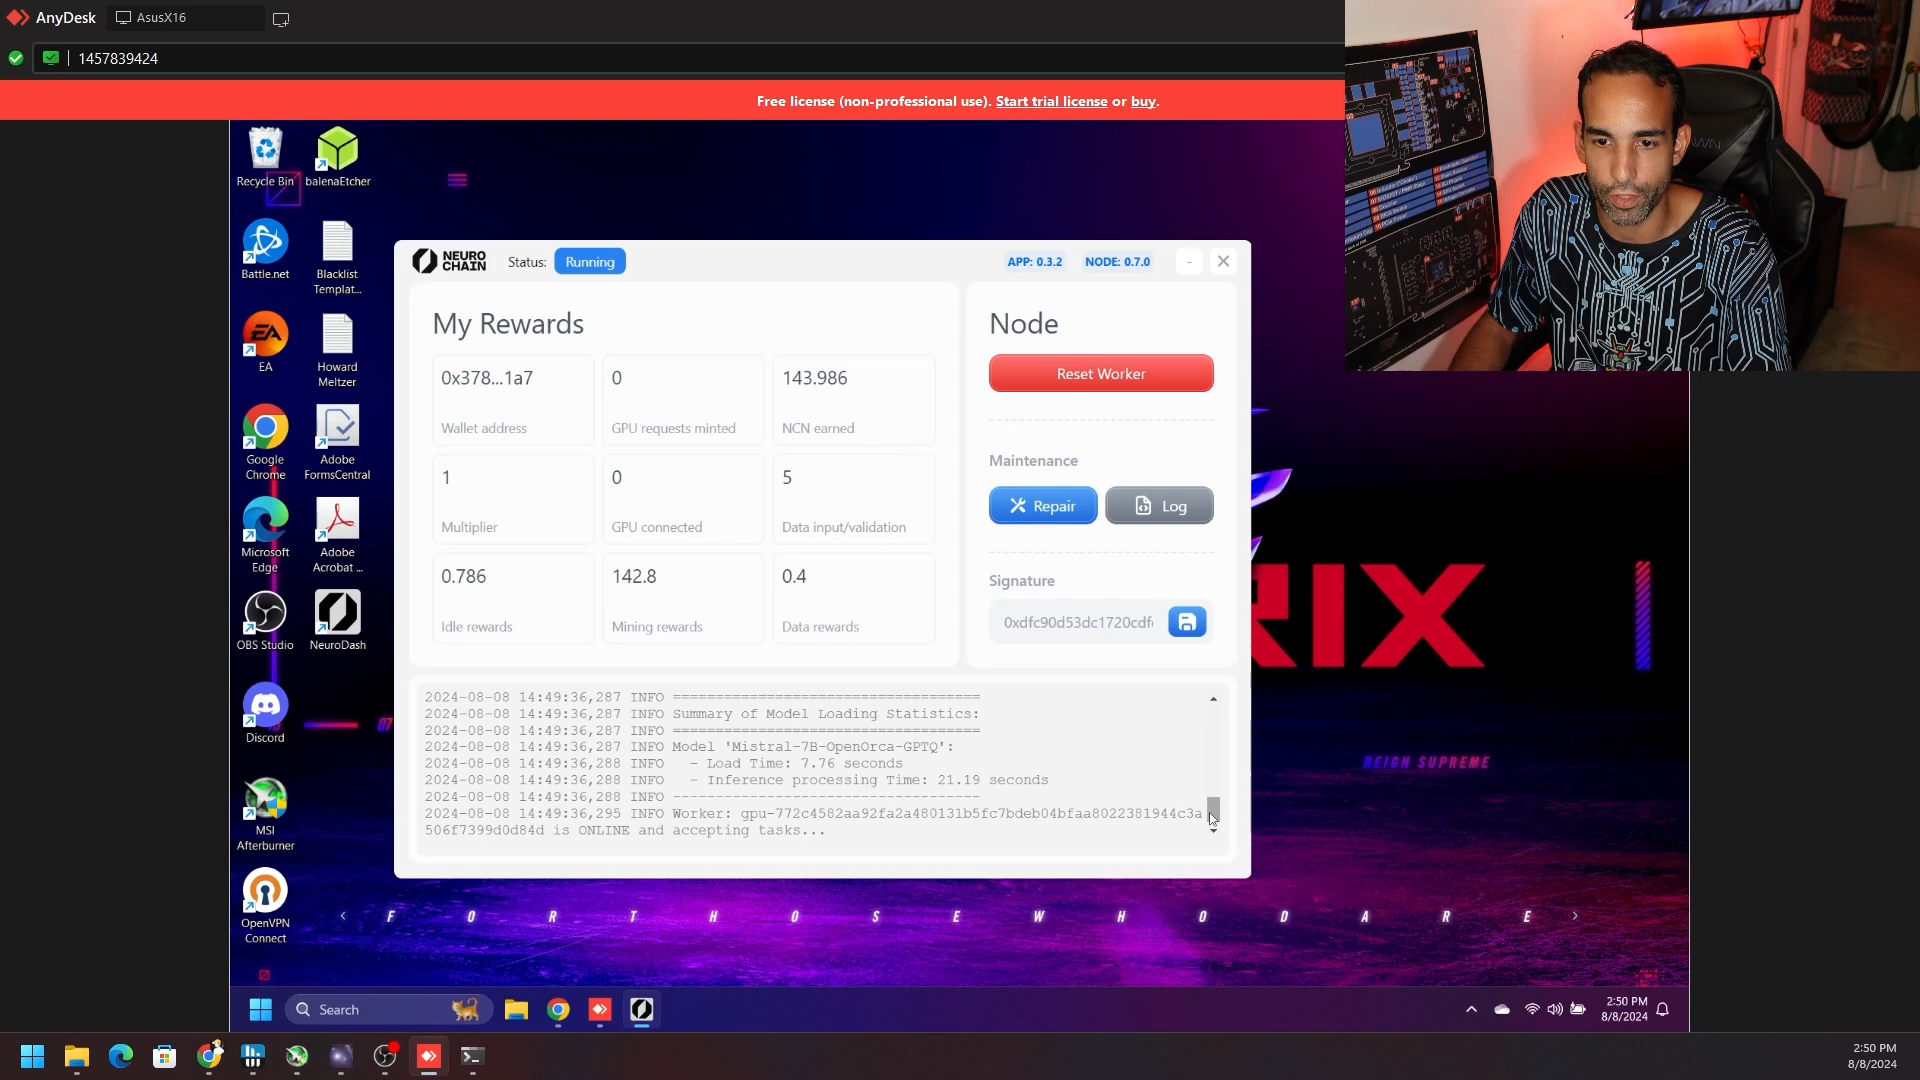 AnyDesk
AsusX16
1457839424
Free license (non-professional use). Start trial license or buy.
Recycle Bin
balenaEtcher
Battle.net
Blacklist
Templat...
EA
Howard
Meltzer
Google
Chrome
Adobe
FormsCentral
Microsoft
Edge
Adobe
Acrobat ...
OBS Studio
NeuroDash
Discord
07
MSI
Afterburner
OpenVPN
Connect
NEURO
CHAIN
Status:
Running
APP: 0.3.2
NODE: 0.7.0
My Rewards
0x378...1a7
Wallet address
0
GPU requests minted
143.986
NCN earned
1
Multiplier
0
GPU connected
5
Data input/validation
0.786
Idle rewards
142.8
Mining rewards
0.4
Data rewards
Node
Reset Worker
Maintenance
Repair
Log
Signature
2024-08-08 14:49:36,287 INFO ====================================
2024-08-08 14:49:36,287 INFO Summary of Model Loading Statistics:
2024-08-08 14:49:36,287 INFO ====================================
2024-08-08 14:49:36,287 INFO Model 'Mistral-7B-OpenOrca-GPTQ':
2024-08-08 14:49:36,288 INFO   - Load Time: 7.76 seconds
2024-08-08 14:49:36,288 INFO   - Inference processing Time: 21.19 seconds
2024-08-08 14:49:36,288 INFO ------------------------------------
2024-08-08 14:49:36,295 INFO Worker: gpu-772c4582aa92fa2a480131b5fc7bdeb04bfaa8022381944c3a
506f7399d0d84d is ONLINE and accepting tasks...
RIX
REIGN SUPREME
< FOR THOSE WHO DARE >
Search
2:50 PM
8/8/2024
2:50 PM
8/8/2024